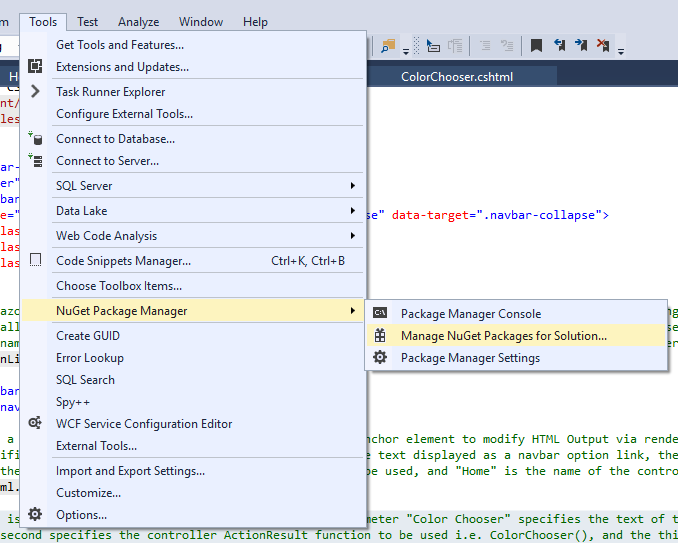 m Tools Test Analyze Window Help
Get Tools and Features...
Extensions and Updates...
ColorChooser.cshtml
Task Runner Explorer
Configure External Tools...
Connect to Database...
Connect to Server...
SQL Server
Data Lake
se" data-target=".navbar-collapse">
Web Code Analysis
Code Snippets Manager... Ctrl+K, Ctrl+B
Choose Toolbox Items...
NuGet Package Manager
Package Manager Console
Manage NuGet Packages for Solution...
Package Manager Settings
Create GUID
Error Lookup
SQL Search
Spy++
WCF Service Configuration Editor
a nchor element to modify HTML Output via rende
External Tools...
e text displayed as a navbar option link, the
Import and Export Settings...
the be used, and "Home" is the name of the contro
Customize...
Options...
is meter "Color Chooser" specifies the text of t
second specifies the controller ActionResult function to be used i.e. ColorChooser(), and the thi